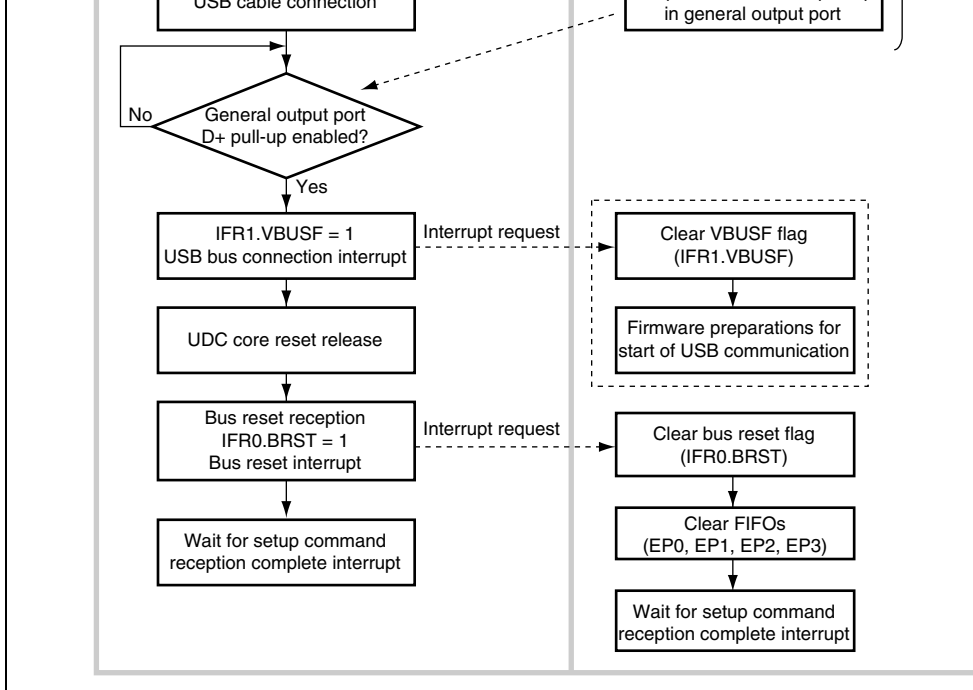 USB cable connection
in general output port
No
General output port
D+ pull-up enabled?
Yes
IFR1.VBUSF = 1
USB bus connection interrupt
Interrupt request
Clear VBUSF flag
(IFR1.VBUSF)
UDC core reset release
Firmware preparations for
start of USB communication
Bus reset reception
IFR0.BRST = 1
Bus reset interrupt
Interrupt request
Clear bus reset flag
(IFR0.BRST)
Wait for setup command
reception complete interrupt
Clear FIFOs
(EP0, EP1, EP2, EP3)
Wait for setup command
reception complete interrupt